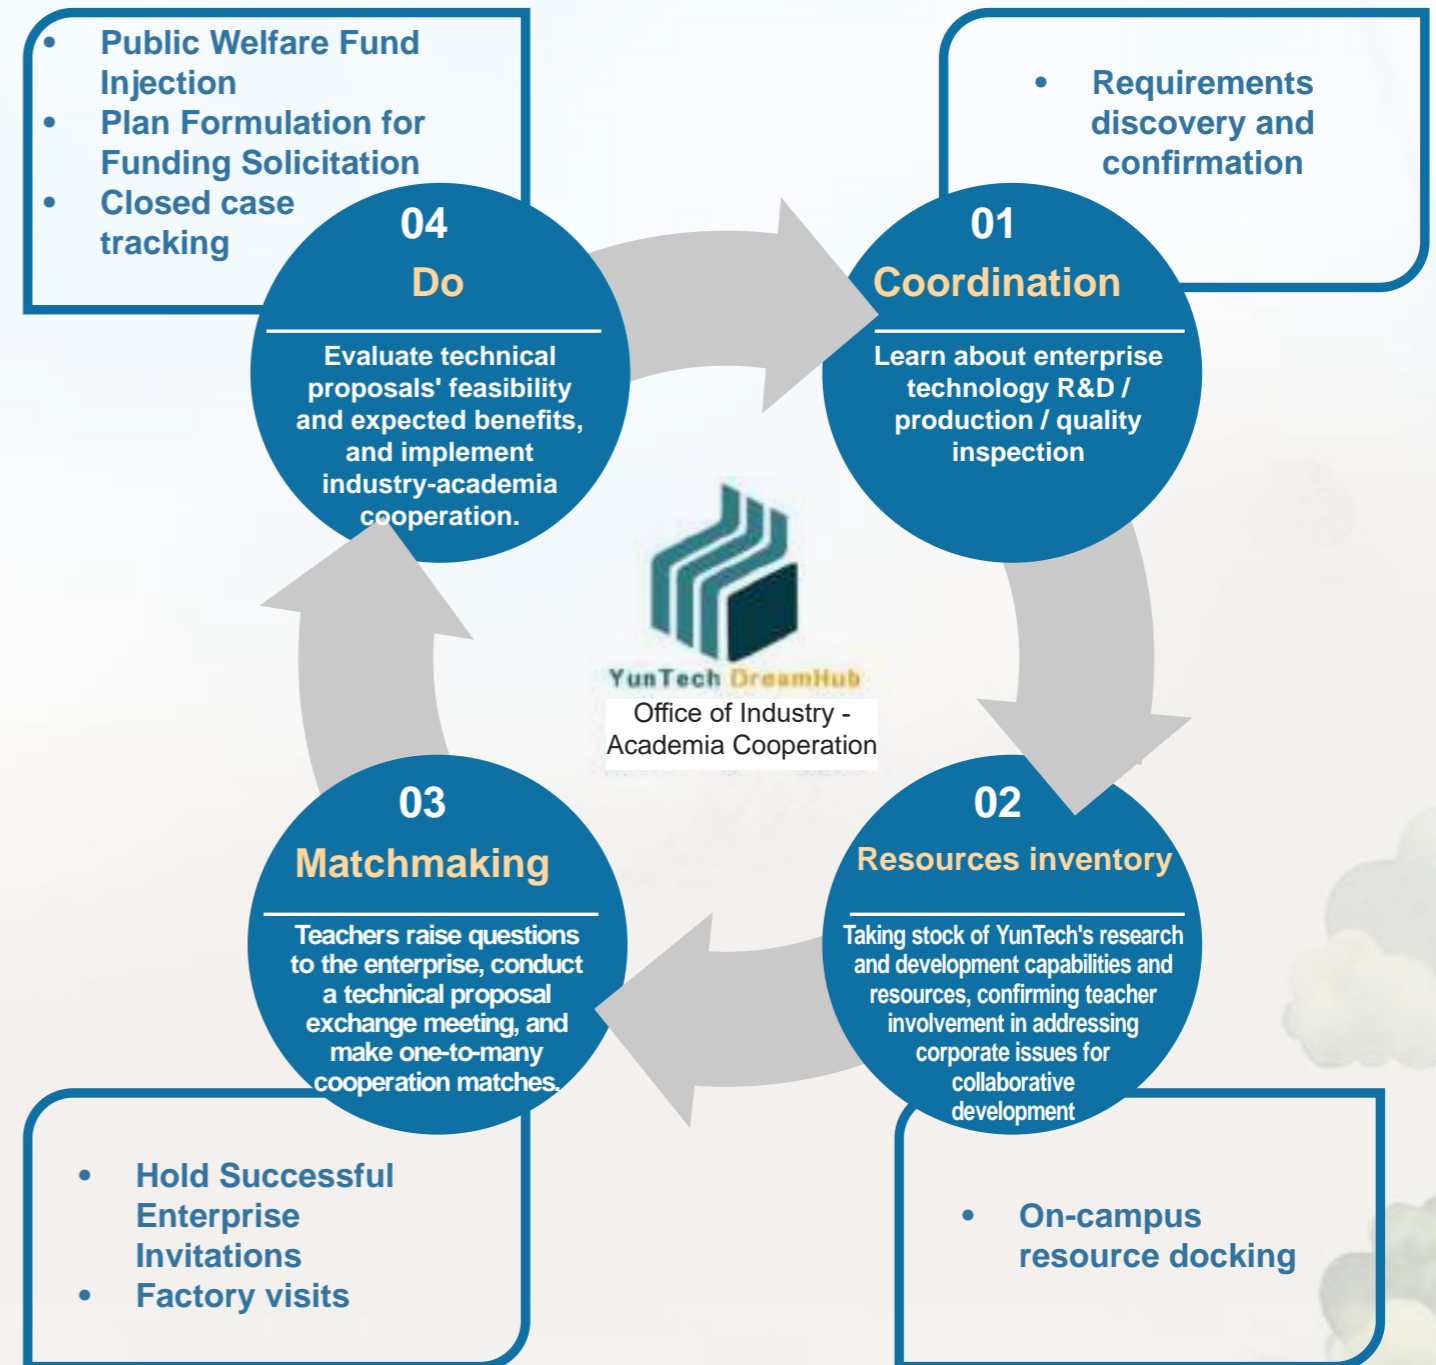 • Public Welfare Fund
Injection
• Plan Formulation for
Funding Solicitation
• Closed case
tracking
04
Do
Evaluate technical
proposals' feasibility
and expected benefits,
and implement
industry-academia
cooperation.
• Requirements
discovery and
confirmation
01
Coordination
Learn about enterprise
technology R&D /
production / quality
inspection
YunTech DreamHub
Office of Industry -
Academia Cooperation
03
Matchmaking
Teachers raise questions
to the enterprise, conduct
a technical proposal
exchange meeting, and
make one-to-many
cooperation matches.
• Hold Successful
Enterprise
Invitations
• Factory visits
02
Resources inventory
Taking stock of YunTech's research
and development capabilities and
resources, confirming teacher
involvement in addressing
corporate issues for
collaborative
development
• On-campus
resource docking